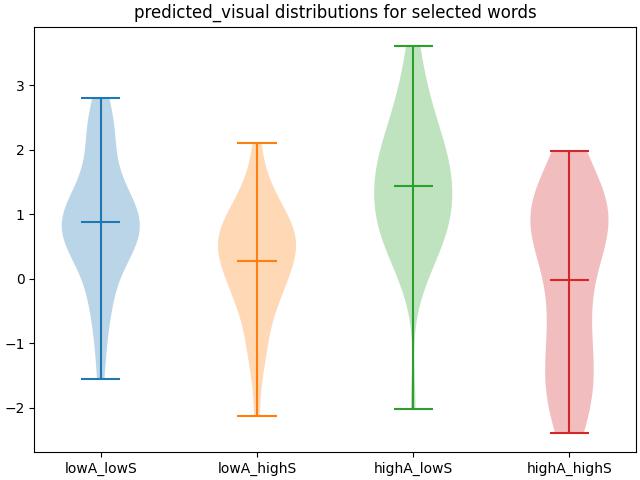 predicted_visual distributions for selected words
3
2
1
0
−1
−2
lowA_lowS
lowA_highS
highA_lowS
highA_highS